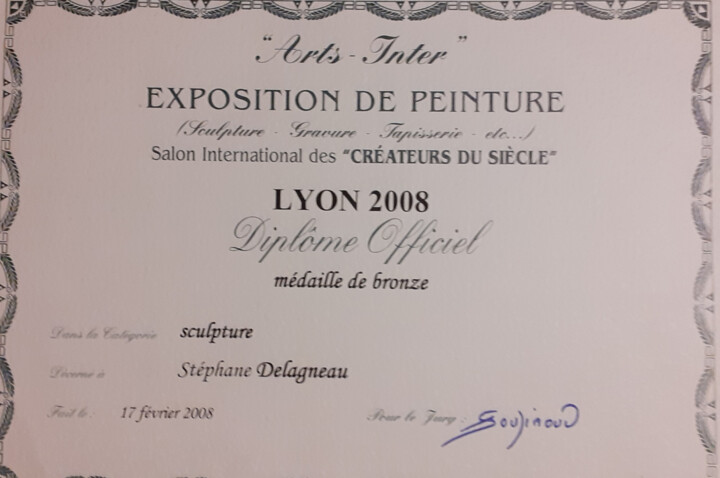 "Arts - Inter"
EXPOSITION DE PEINTURE
(Sculpture - Gravure - Tapisserie - etc...)
Salon International des "CRÉATEURS DU SIÈCLE"
LYON 2008
Diplôme Officiel
médaille de bronze
Dans la Catégorie sculpture
Décerné à Stéphane Delagneau
Fait le : 17 février 2008 Pour le Jury :